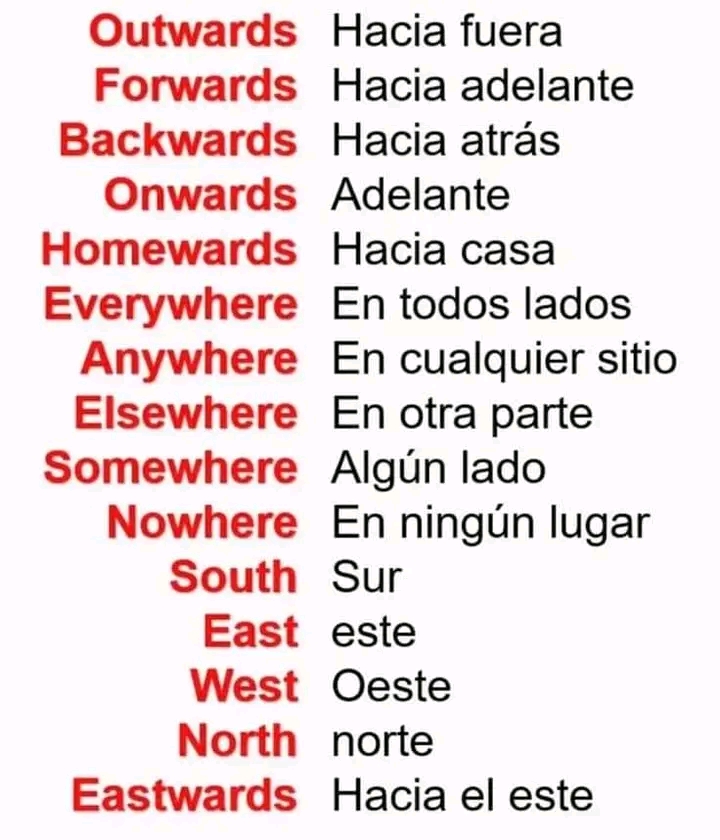 Outwards Hacia fuera
Forwards Hacia adelante
Backwards Hacia atrás
Onwards Adelante
Homewards Hacia casa
Everywhere En todos lados
Anywhere En cualquier sitio
Elsewhere En otra parte
Somewhere Algún lado
Nowhere En ningún lugar
South Sur
East este
West Oeste
North norte
Eastwards Hacia el este